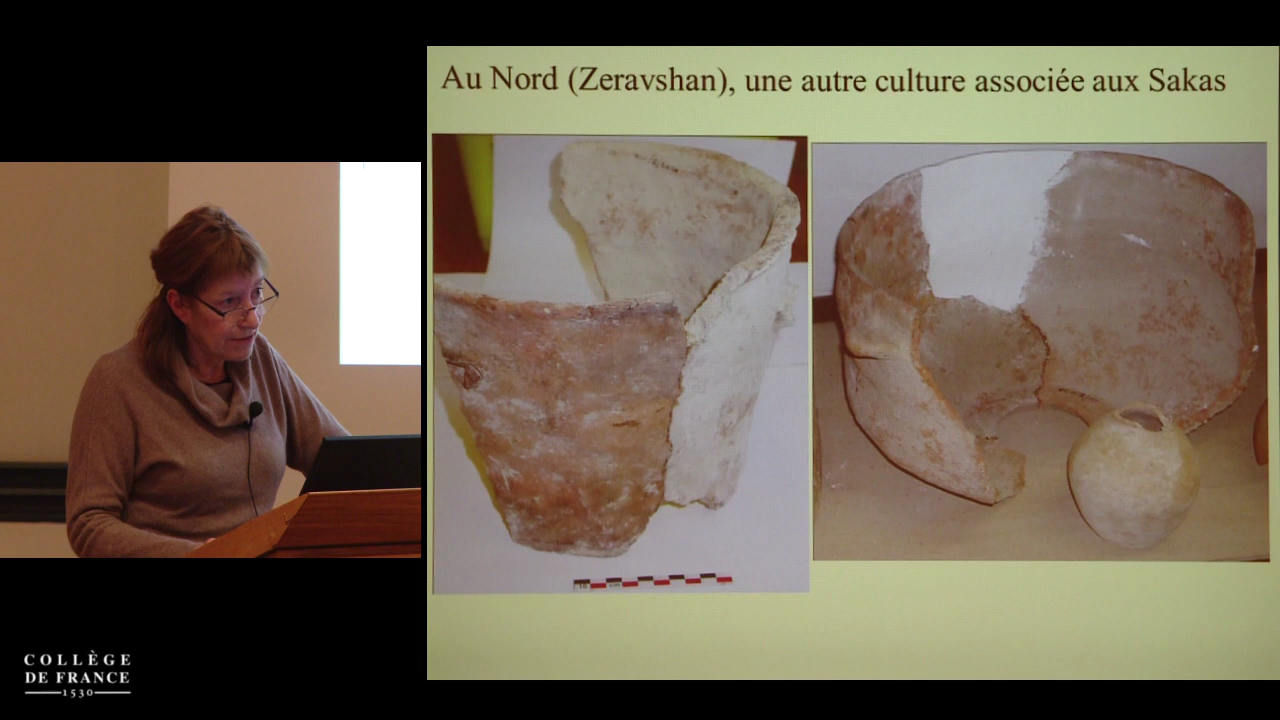 Au Nord (Zeravshan), une autre culture associée aux Sakas
COLLÈGE
DE FRANCE
1530